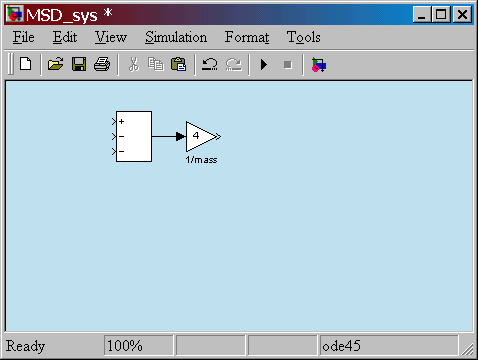 MSD_sys *
File Edit View Simulation Format Tools
+
−
−
4
1/mass
Ready 100% ode45